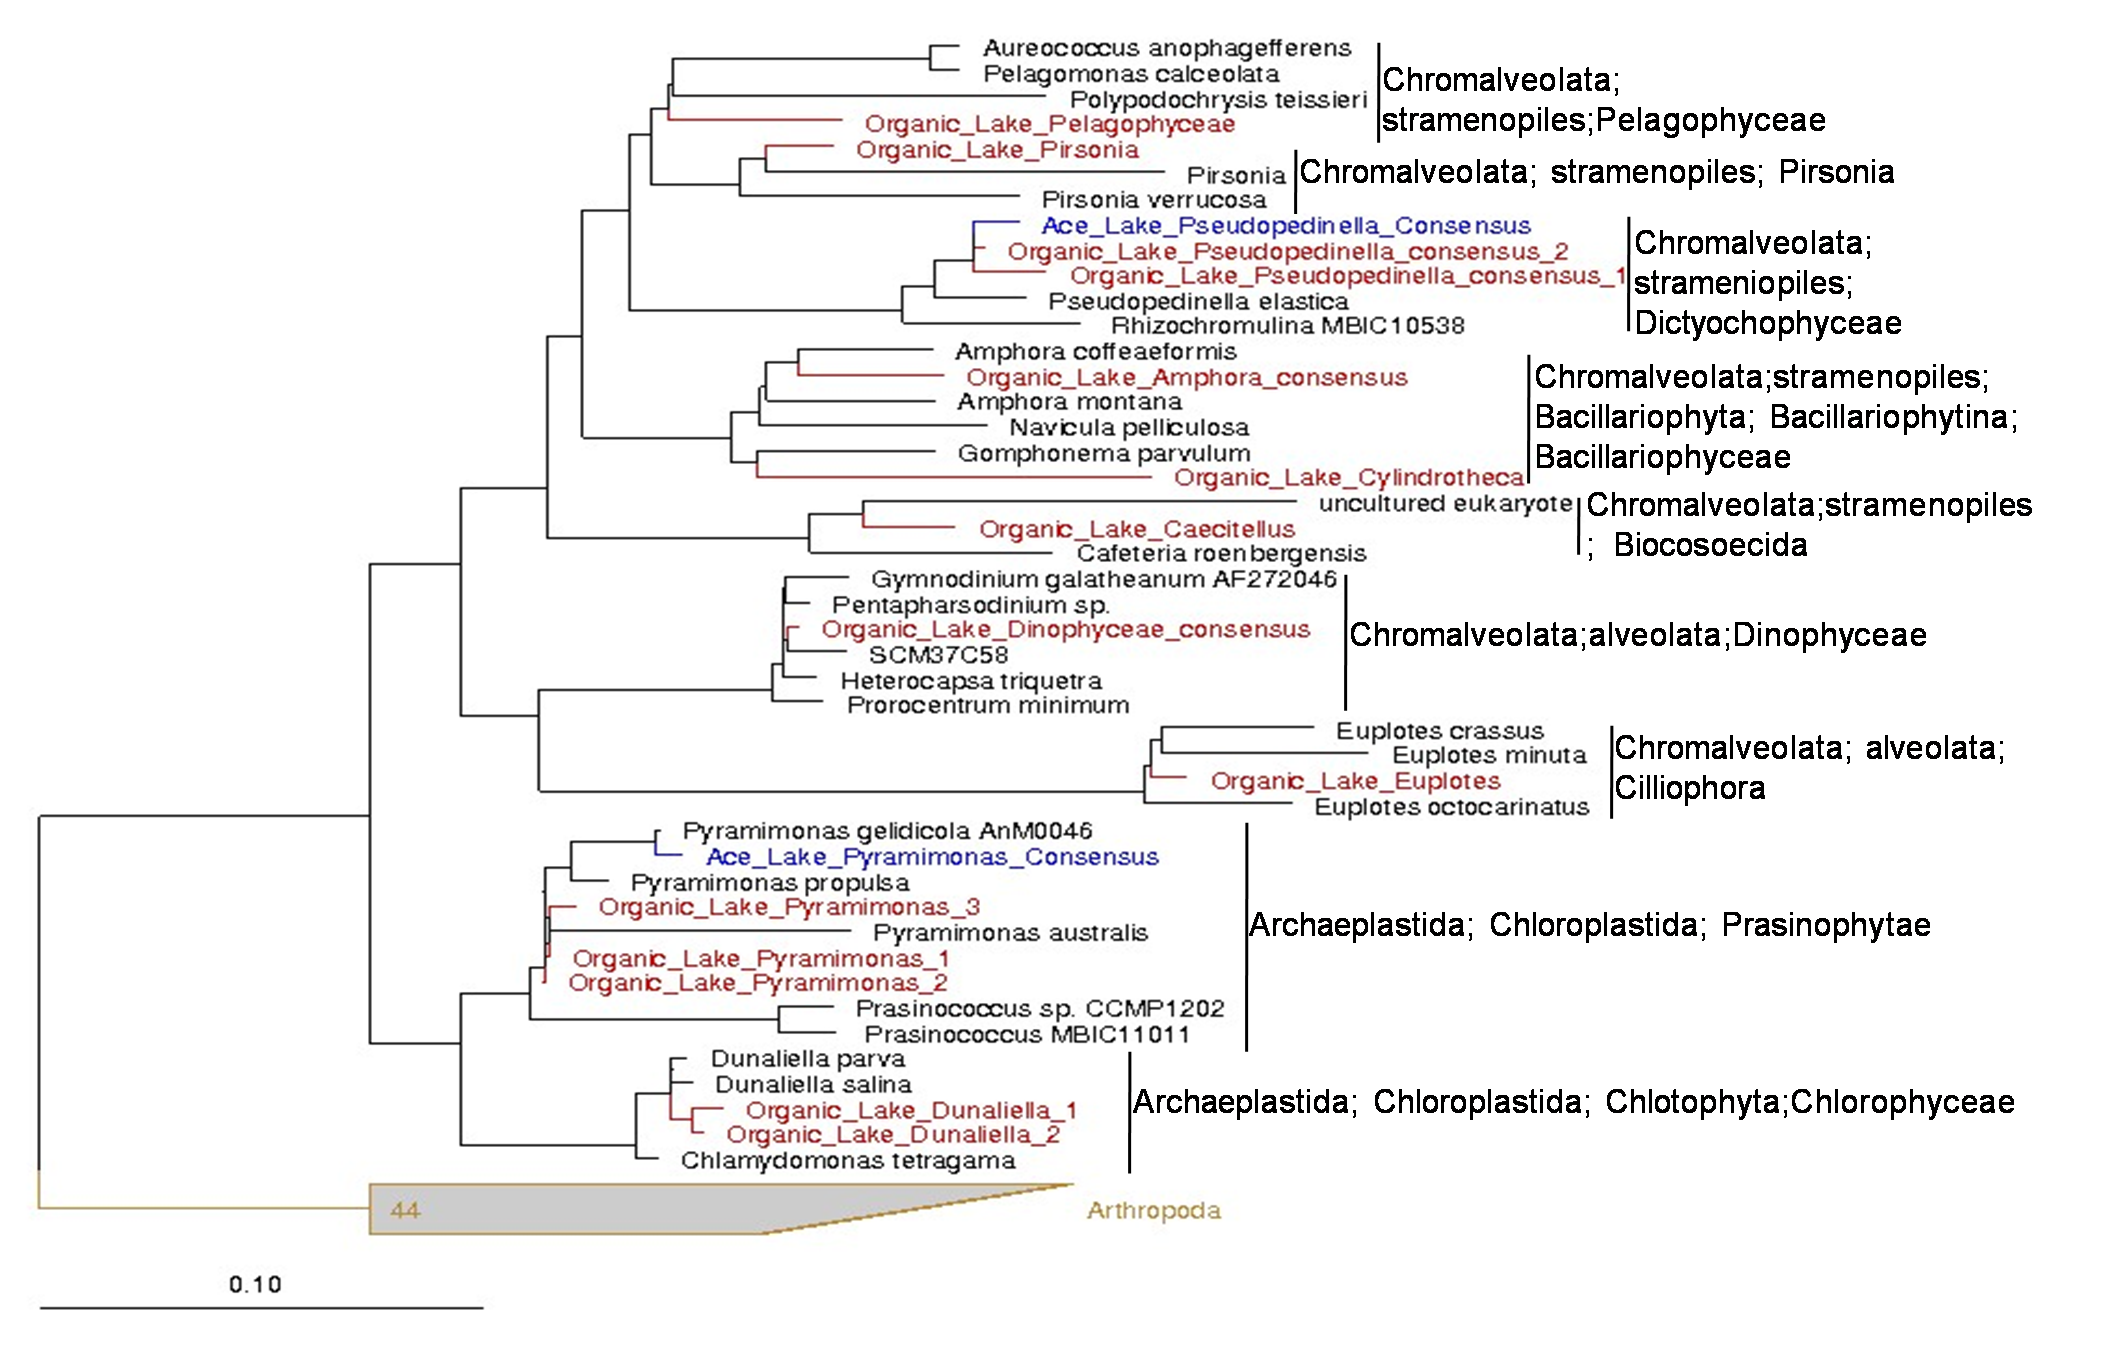 Aureococcus anophagefferens
Pelagomonas calceolata
Polypodochrysis teissieri
Organic_Lake_Pelagophyceae
Chromalveolata;
stramenopiles;Pelagophyceae
Organic_Lake_Pirsonia
Pirsonia
Pirsonia verrucosa
Chromalveolata; stramenopiles; Pirsonia
Ace_Lake_Pseudopedinella_Consensus
Organic_Lake_Pseudopedinella_consensus_2
Organic_Lake_Pseudopedinella_consensus_1
Pseudopedinella elastica
Rhizochromulina MBIC10538
Chromalveolata;
strameniopiles;
Dictyochophyceae
Amphora coffeaeformis
Organic_Lake_Amphora_consensus
Amphora montana
Navicula pelliculosa
Gomphonema parvulum
Organic_Lake_Cylindrotheca
Chromalveolata;stramenopiles;
Bacillariophyta; Bacillariophytina;
Bacillariophyceae
uncultured eukaryote
Organic_Lake_Caecitellus
Cafeteria roenbergensis
Chromalveolata;stramenopiles
; Biocosoecida
Gymnodinium galatheanum AF272046
Pentapharsodinium sp.
Organic_Lake_Dinophyceae_consensus
SCM37C58
Heterocapsa triquetra
Prorocentrum minimum
Chromalveolata;alveolata;Dinophyceae
Euplotes crassus
Euplotes minuta
Organic_Lake_Euplotes
Euplotes octocarinatus
Chromalveolata; alveolata;
Cilliophora
Pyramimonas gelidicola AnM0046
Ace_Lake_Pyramimonas_Consensus
Pyramimonas propulsa
Organic_Lake_Pyramimonas_3
Pyramimonas australis
Organic_Lake_Pyramimonas_1
Organic_Lake_Pyramimonas_2
Prasinococcus sp. CCMP1202
Prasinococcus MBIC11011
Archaeplastida; Chloroplastida; Prasinophytae
Dunaliella parva
Dunaliella salina
Organic_Lake_Dunaliella_1
Organic_Lake_Dunaliella_2
Chlamydomonas tetragama
Archaeplastida; Chloroplastida; Chlotophyta;Chlorophyceae
44
Arthropoda
0.10